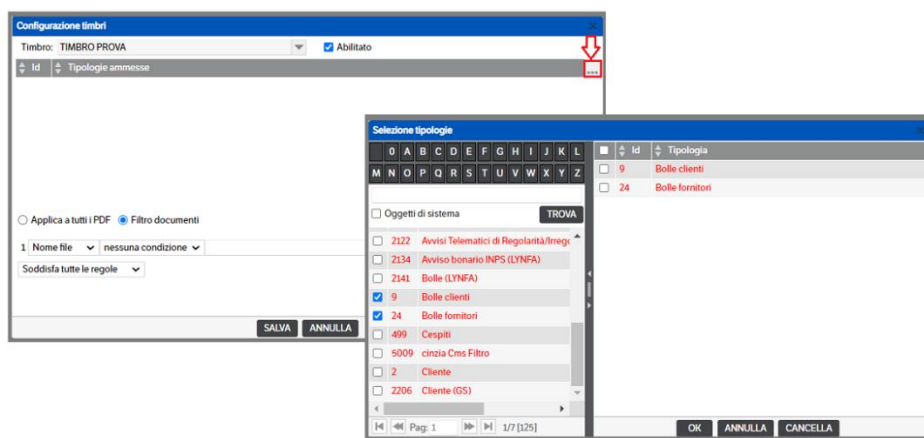 Configurazione timbri
Timbro: TIMBRO PROVA Abilitato
Id Tipologie ammesse ...
Applica a tutti i PDF Filtro documenti
1 Nome file nessuna condizione
Soddisfa tutte le regole
SALVA ANNULLA
Selezione tipologie
0 A B C D E F G H I J K L
M N O P Q R S T U V W X Y Z
Oggetti di sistema TROVA
2122 Avvisi Telematici di Regolarità/Irreg
2134 Avviso bonario INPS (LYNFA)
2141 Bolle (LYNFA)
9 Bolle clienti
24 Bolle fornitori
499 Cespiti
5009 cinzia Cms Filtro
2 Cliente
2206 Cliente (GS)
Pag: 1 1/7 [125]
Id Tipologia
9 Bolle clienti
24 Bolle fornitori
OK ANNULLA CANCELLA